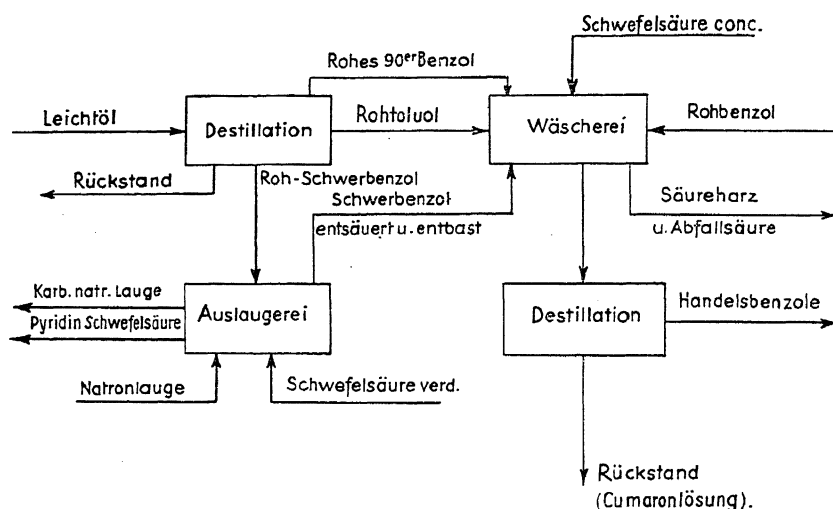 Schwefelsäure conc.
Rohes 90er Benzol
Leichtöl
Destillation
Rohtoluol
Wäscherei
Rohbenzol
Rückstand
Roh-Schwerbenzol
Schwerbenzol
entsäuert u. entbast
Säureharz
u. Abfallsäure
Karb. natr. Lauge
Pyridin Schwefelsäure
Auslaugerei
Destillation
Handelsbenzole
Natronlauge
Schwefelsäure verd.
Rückstand
(Cumaronlösung).